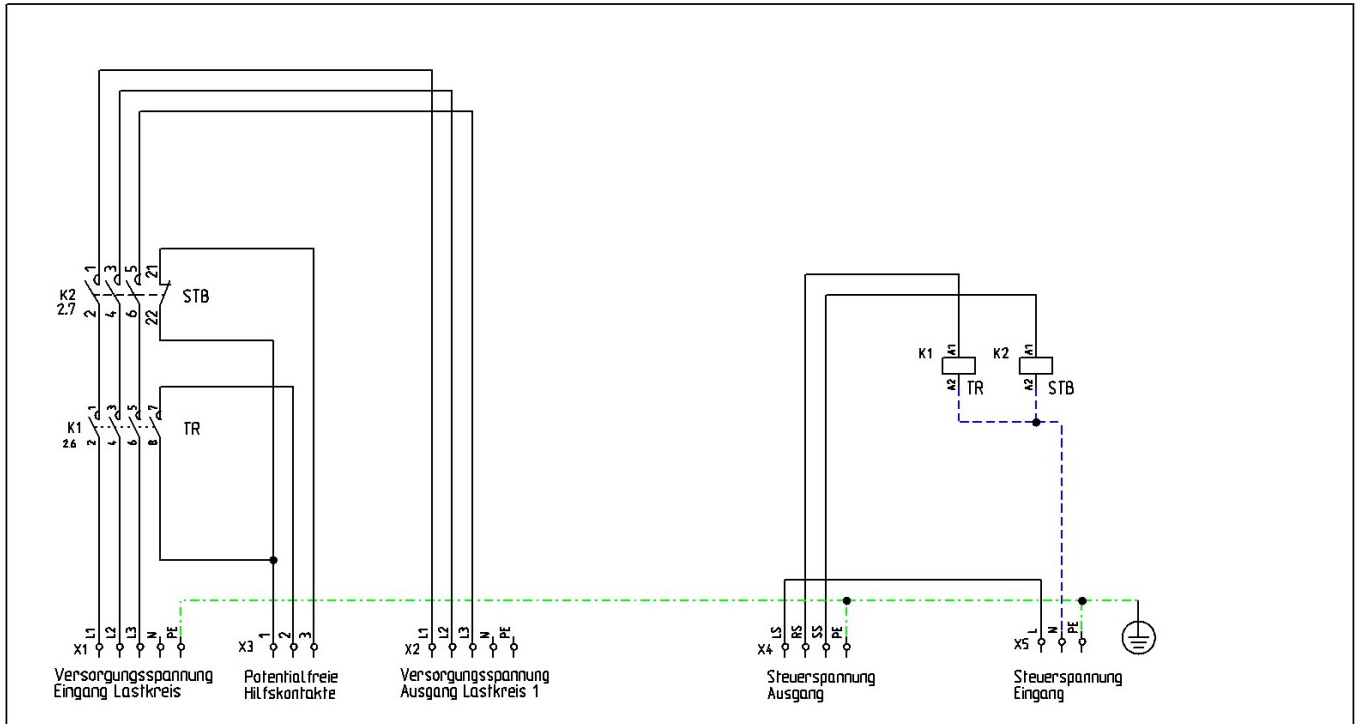 1 3 5 21
K2
2.7
STB
2 4 6 22
1 3 5 7
K1
2.6
TR
2 4 6 8
K1 A1 K2 A1
A2 TR A2 STB
X1 L1 L2 L3 N PE
X3 1 2 3
X2 L1 L2 L3 N PE
X4 LS RS SS PE
X5 L N PE
Versorgungsspannung
Eingang Lastkreis
Potentialfreie
Hilfskontakte
Versorgungsspannung
Ausgang Lastkreis 1
Steuerspannung
Ausgang
Steuerspannung
Eingang